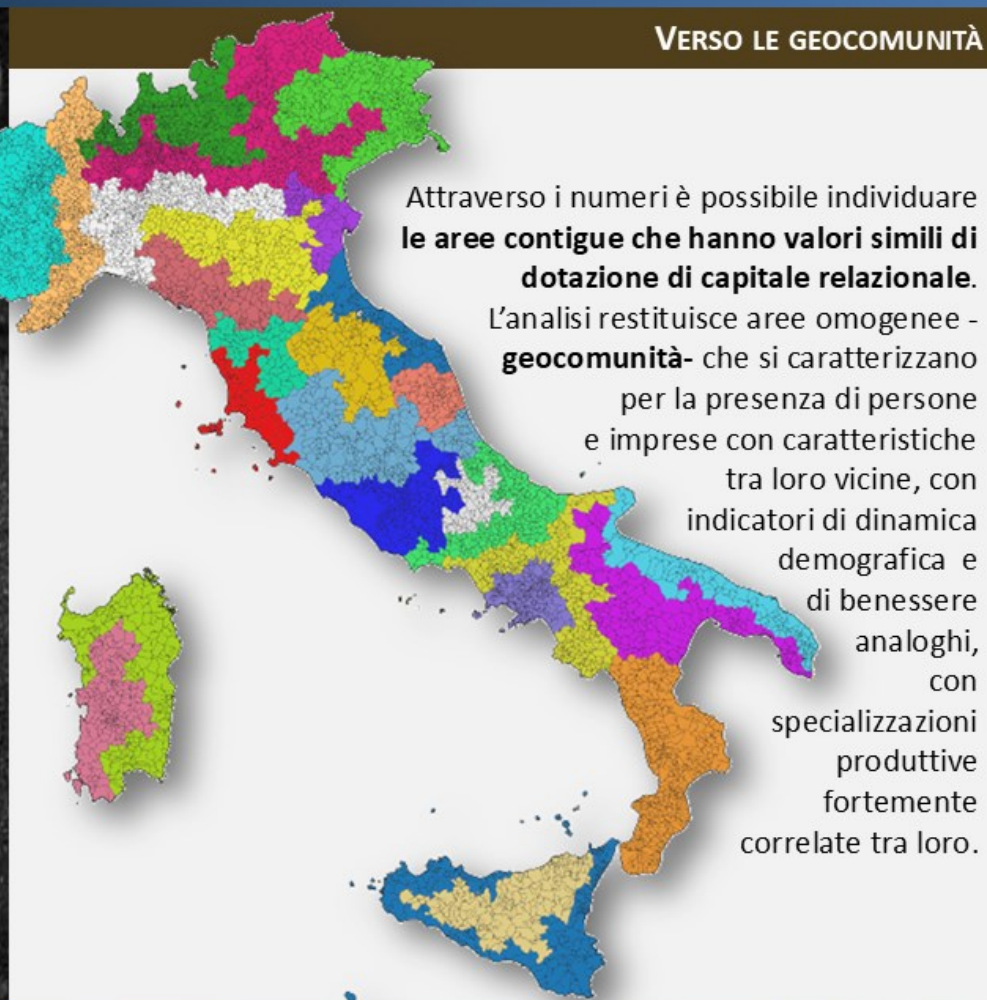 VERSO LE GEOCOMUNITÀ
Attraverso i numeri è possibile individuare
le aree contigue che hanno valori simili di
dotazione di capitale relazionale.
L'analisi restituisce aree omogenee -
geocomunità- che si caratterizzano
per la presenza di persone
e imprese con caratteristiche
tra loro vicine, con
indicatori di dinamica
demografica e
di benessere
analoghi,
con
specializzazioni
produttive
fortemente
correlate tra loro.